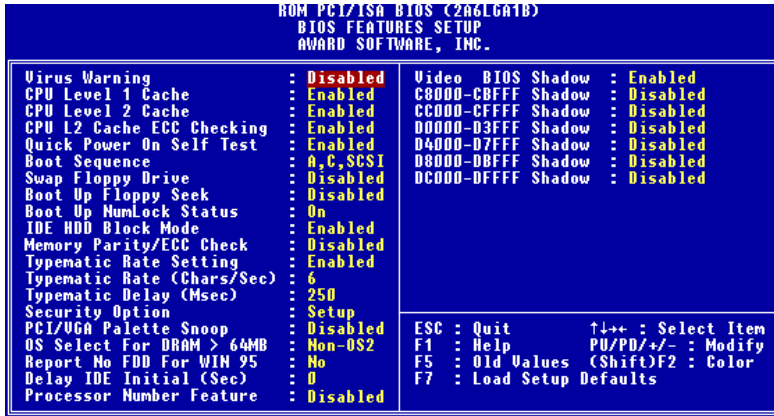 ROM PCI/ISA BIOS (2A6LGA1B)
BIOS FEATURES SETUP
AWARD SOFTWARE, INC.
Virus Warning : Disabled
CPU Level 1 Cache : Enabled
CPU Level 2 Cache : Enabled
CPU L2 Cache ECC Checking : Enabled
Quick Power On Self Test : Enabled
Boot Sequence : A,C,SCSI
Swap Floppy Drive : Disabled
Boot Up Floppy Seek : Disabled
Boot Up NumLock Status : On
IDE HDD Block Mode : Enabled
Memory Parity/ECC Check : Disabled
Typematic Rate Setting : Enabled
Typematic Rate (Chars/Sec) : 6
Typematic Delay (Msec) : 250
Security Option : Setup
PCI/VGA Palette Snoop : Disabled
OS Select For DRAM > 64MB : Non-OS2
Report No FDD For WIN 95 : No
Delay IDE Initial (Sec) : 0
Processor Number Feature : Disabled
Video BIOS Shadow : Enabled
C8000-CBFFF Shadow : Disabled
CC000-CFFFF Shadow : Disabled
D0000-D3FFF Shadow : Disabled
D4000-D7FFF Shadow : Disabled
D8000-DBFFF Shadow : Disabled
DC000-DFFFF Shadow : Disabled
ESC : Quit ↑↓→← : Select Item
F1 : Help PU/PD/+/- : Modify
F5 : Old Values (Shift)F2 : Color
F7 : Load Setup Defaults